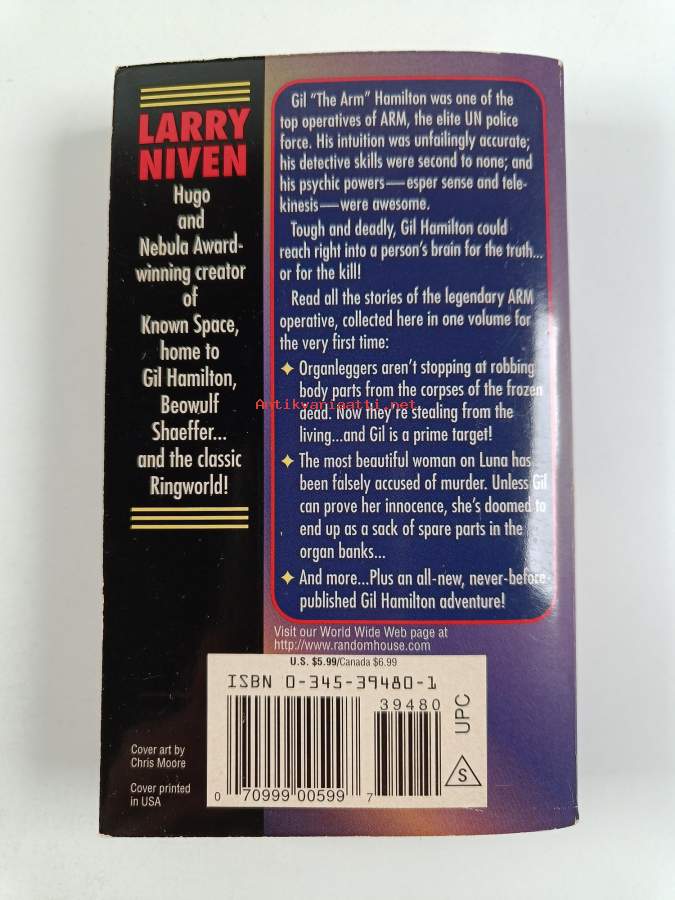 LARRY
NIVEN
Hugo
and
Nebula Award-
winning creator
of
Known Space,
home to
Gil Hamilton,
Beowulf
Shaeffer...
and the classic
Ringworld!
Gil "The Arm" Hamilton was one of the
top operatives of ARM, the elite UN police
force. His intuition was unfailingly accurate;
his detective skills were second to none; and
his psychic powers—esper sense and tele-
kinesis—were awesome.
Tough and deadly, Gil Hamilton could
reach right into a person's brain for the truth...
or for the kill!
Read all the stories of the legendary ARM
operative, collected here in one volume for
the very first time:
✦ Organleggers aren't stopping at robbing
body parts from the corpses of the frozen
dead. Now they're stealing from the
living...and Gil is a prime target!
✦ The most beautiful woman on Luna has
been falsely accused of murder. Unless Gil
can prove her innocence, she's doomed to
end up as a sack of spare parts in the
organ banks...
✦ And more...Plus an all-new, never-before-
published Gil Hamilton adventure!
Antikvariaatti.net
Visit our World Wide Web page at
http://www.randomhouse.com
U.S. $5.99/Canada $6.99
ISBN 0-345-39480-1
39480
UPC
S
0 70999 00599 7
Cover art by
Chris Moore
Cover printed
in USA